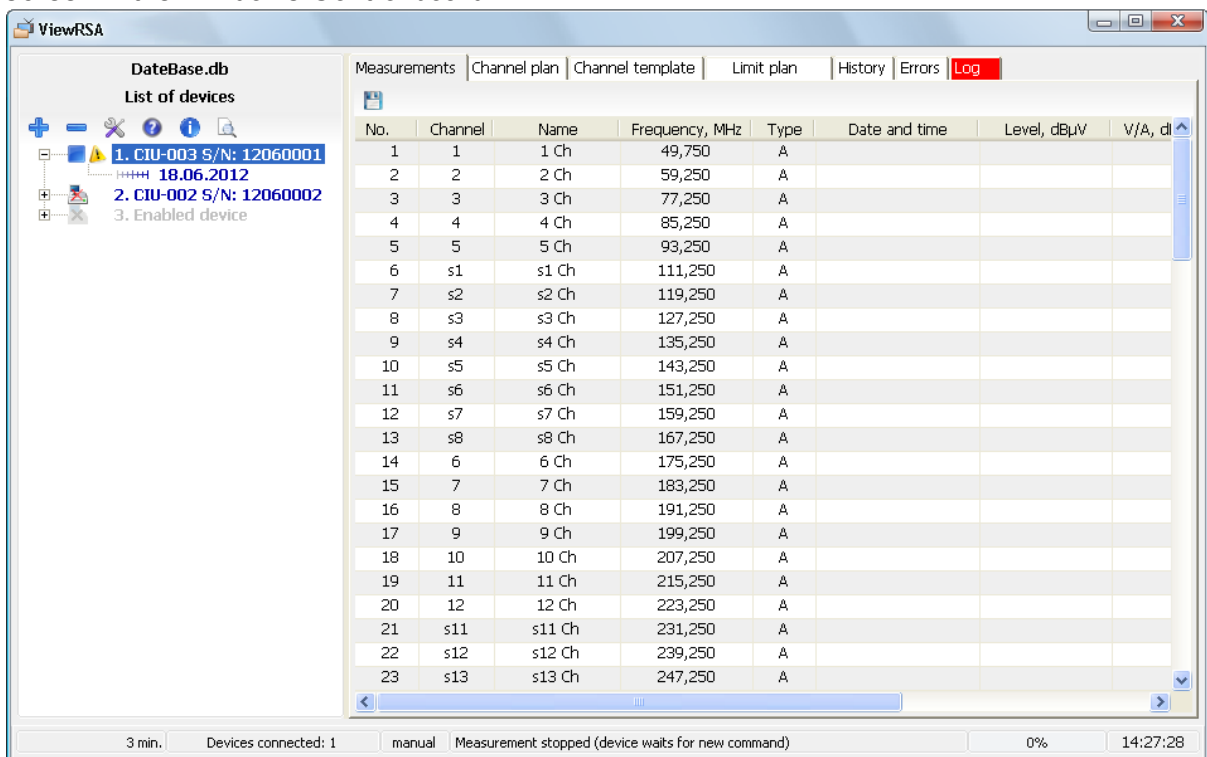 ViewRSA
DateBase.db
List of devices
1. CIU-003 S/N: 12060001
18.06.2012
2. CIU-002 S/N: 12060002
3. Enabled device
Measurements Channel plan Channel template Limit plan History Errors Log
No. Channel Name Frequency, MHz Type Date and time Level, dBµV V/A, d
1 1 1 Ch 49,750 A
2 2 2 Ch 59,250 A
3 3 3 Ch 77,250 A
4 4 4 Ch 85,250 A
5 5 5 Ch 93,250 A
6 s1 s1 Ch 111,250 A
7 s2 s2 Ch 119,250 A
8 s3 s3 Ch 127,250 A
9 s4 s4 Ch 135,250 A
10 s5 s5 Ch 143,250 A
11 s6 s6 Ch 151,250 A
12 s7 s7 Ch 159,250 A
13 s8 s8 Ch 167,250 A
14 6 6 Ch 175,250 A
15 7 7 Ch 183,250 A
16 8 8 Ch 191,250 A
17 9 9 Ch 199,250 A
18 10 10 Ch 207,250 A
19 11 11 Ch 215,250 A
20 12 12 Ch 223,250 A
21 s11 s11 Ch 231,250 A
22 s12 s12 Ch 239,250 A
23 s13 s13 Ch 247,250 A
3 min. Devices connected: 1 manual Measurement stopped (device waits for new command) 0% 14:27:28